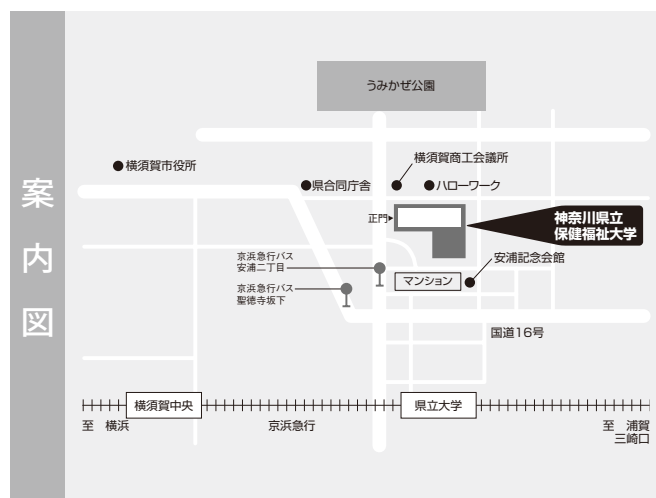 案内図
うみかぜ公園
横須賀市役所
横須賀商工会議所
県合同庁舎
ハローワーク
正門
神奈川県立
保健福祉大学
京浜急行バス
安浦二丁目
安浦記念会館
マンション
京浜急行バス
聖徳寺坂下
国道16号
横須賀中央
県立大学
至 横浜
京浜急行
至 浦賀
三崎口